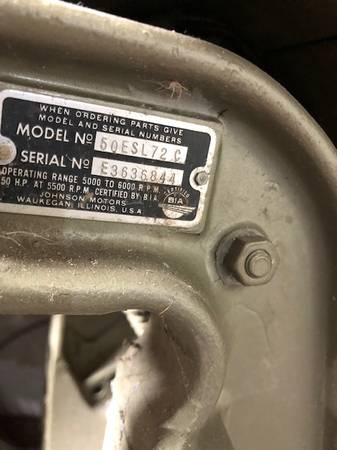 WHEN ORDERING PARTS GIVE
MODEL AND SERIAL NUMBERS
MODEL Nº 50ESL72 C
SERIAL Nº E3636844
OPERATING RANGE 5000 TO 6000 R.P.M.
50 H.P. AT 5500 R.P.M. CERTIFIED BY B.I.A.
JOHNSON MOTORS
WAUKEGAN, ILLINOIS, U.S.A.
CERTIFIED
BIA